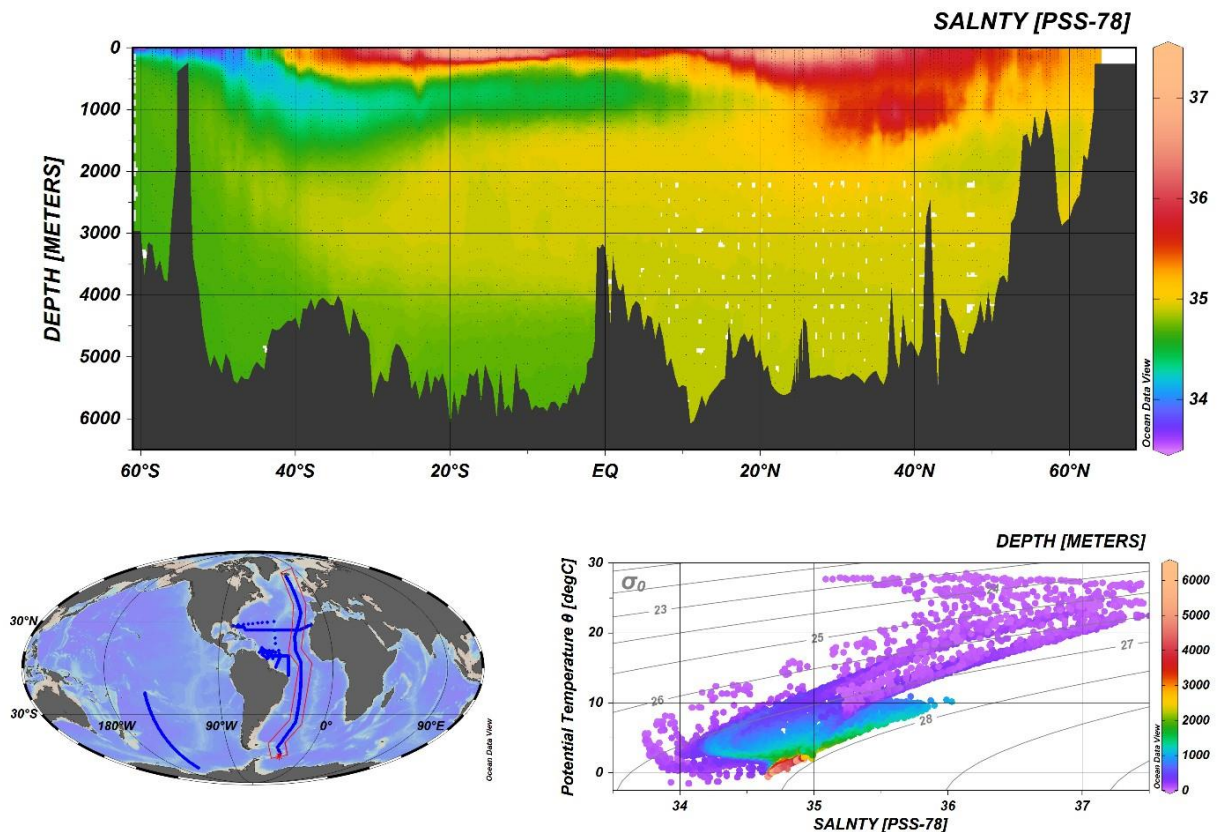 SALNTY [PSS-78]
0
1000
2000
3000
4000
5000
6000
DEPTH [METERS]
60°S
40°S
20°S
EQ
20°N
40°N
60°N
37
36
35
34
Ocean Data View
30°N
30°S
180°W
90°W
0°
90°E
Ocean Data View
DEPTH [METERS]
σ0
30
20
10
0
Potential Temperature θ [degC]
23
25
26
27
28
34
35
36
37
SALNTY [PSS-78]
6000
5000
4000
3000
2000
1000
0
Ocean Data View